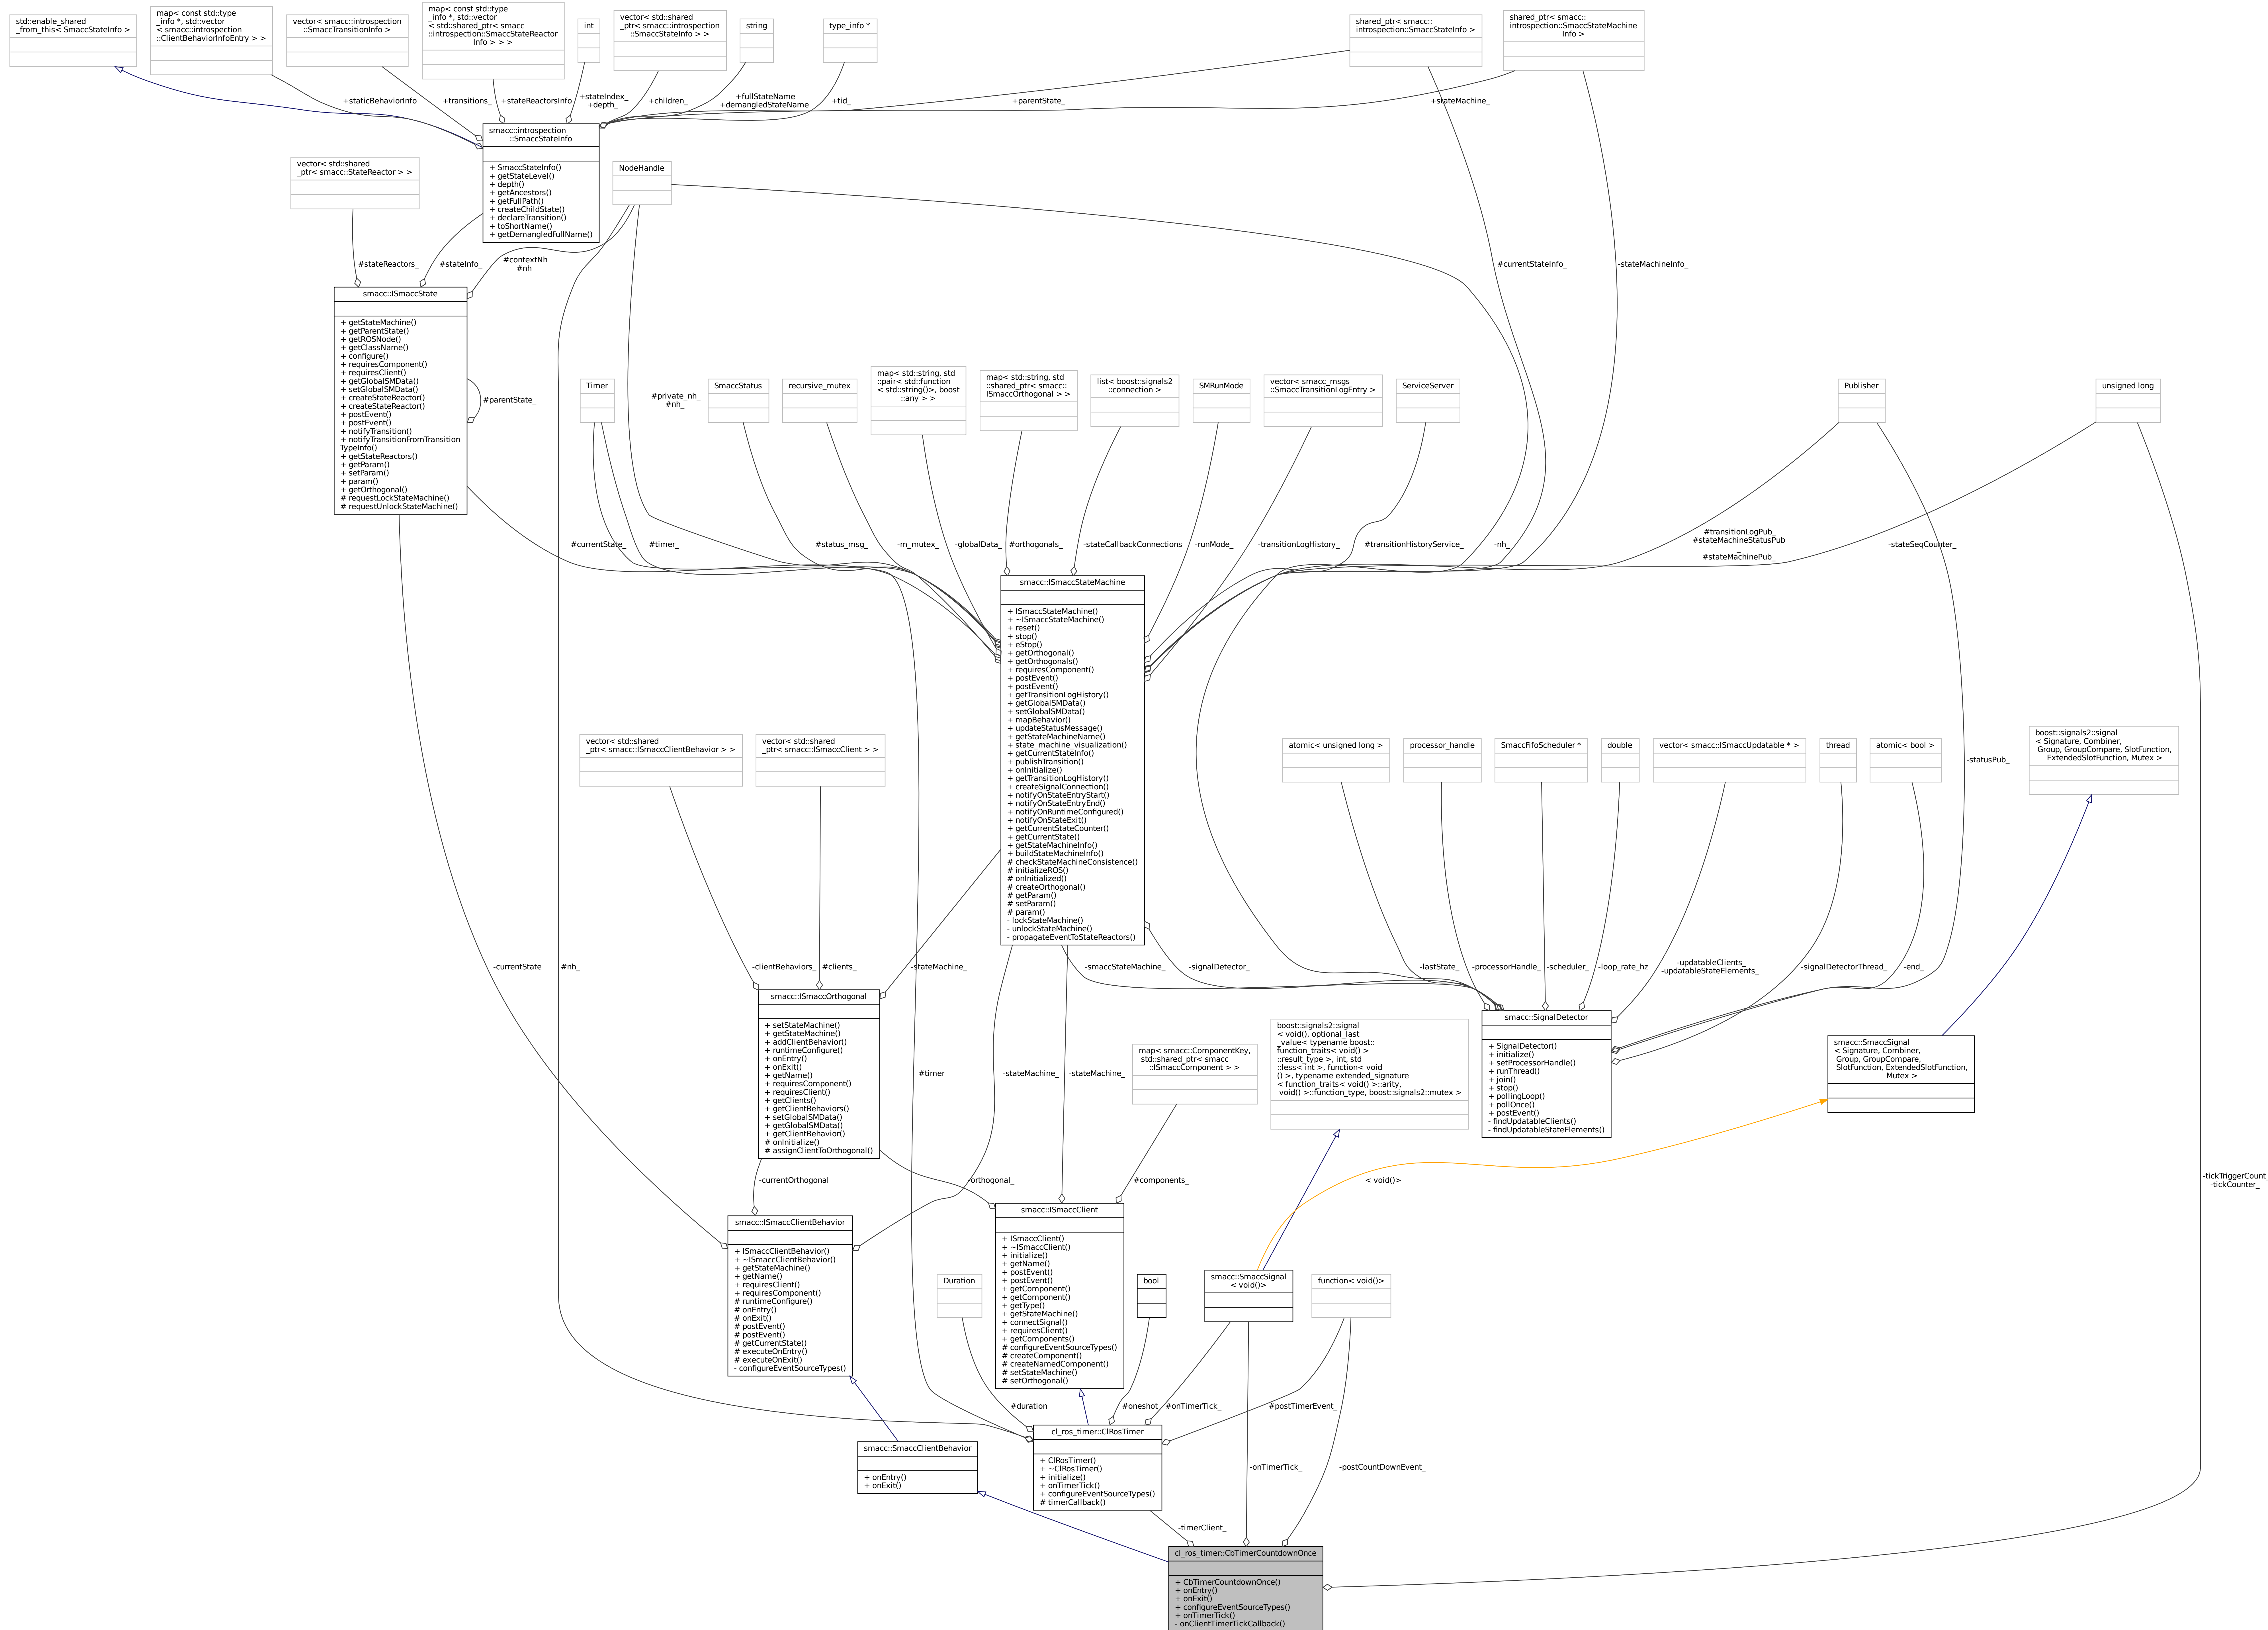 std::enable_shared
_from_this< SmaccStateInfo >
map< const std::type
_info *, std::vector
< smacc::introspection
::ClientBehaviorInfoEntry > >
vector< smacc::introspection
::SmaccTransitionInfo >
map< const std::type
_info *, std::vector
< std::shared_ptr< smacc
::introspection::SmaccStateReactor
Info > > >
int
vector< std::shared
_ptr< smacc::introspection
::SmaccStateInfo > >
string
type_info *
shared_ptr< smacc::
introspection::SmaccStateInfo >
shared_ptr< smacc::
introspection::SmaccStateMachine
Info >
+staticBehaviorInfo
+transitions_
+stateReactorsInfo
+stateIndex_
+depth_
+children_
+fullStateName
+demangledStateName
+tid_
+parentState_
+stateMachine_
smacc::introspection
::SmaccStateInfo
+ SmaccStateInfo()
+ getStateLevel()
+ depth()
+ getAncestors()
+ getFullPath()
+ createChildState()
+ declareTransition()
+ toShortName()
+ getDemangledFullName()
vector< std::shared
_ptr< smacc::StateReactor > >
NodeHandle
#stateReactors_
#stateInfo_
#contextNh
#nh
#currentStateInfo_
-stateMachineInfo_
smacc::ISmaccState
+ getStateMachine()
+ getParentState()
+ getROSNode()
+ getClassName()
+ configure()
+ requiresComponent()
+ requiresClient()
+ getGlobalSMData()
+ setGlobalSMData()
+ createStateReactor()
+ createStateReactor()
+ postEvent()
+ postEvent()
+ notifyTransition()
+ notifyTransitionFromTransition
TypeInfo()
+ getStateReactors()
+ getParam()
+ setParam()
+ param()
+ getOrthogonal()
# requestLockStateMachine()
# requestUnlockStateMachine()
#parentState_
Timer
#private_nh_
#nh_
SmaccStatus
recursive_mutex
map< std::string, std
::pair< std::function
< std::string()>, boost
::any > >
map< std::string, std
::shared_ptr< smacc::
ISmaccOrthogonal > >
list< boost::signals2
::connection >
SMRunMode
vector< smacc_msgs
::SmaccTransitionLogEntry >
ServiceServer
Publisher
unsigned long
#currentState_
#timer_
#status_msg_
-m_mutex_
-globalData_
#orthogonals_
-stateCallbackConnections
-runMode_
-transitionLogHistory_
#transitionHistoryService_
-nh_
#transitionLogPub_
#stateMachineStatusPub
_
#stateMachinePub_
-stateSeqCounter_
smacc::ISmaccStateMachine
+ ISmaccStateMachine()
+ ~ISmaccStateMachine()
+ reset()
+ stop()
+ eStop()
+ getOrthogonal()
+ getOrthogonals()
+ requiresComponent()
+ postEvent()
+ postEvent()
+ getTransitionLogHistory()
+ getGlobalSMData()
+ setGlobalSMData()
+ mapBehavior()
+ updateStatusMessage()
+ getStateMachineName()
+ state_machine_visualization()
+ getCurrentStateInfo()
+ publishTransition()
+ onInitialize()
+ getTransitionLogHistory()
+ createSignalConnection()
+ notifyOnStateEntryStart()
+ notifyOnStateEntryEnd()
+ notifyOnRuntimeConfigured()
+ notifyOnStateExit()
+ getCurrentStateCounter()
+ getCurrentState()
+ getStateMachineInfo()
+ buildStateMachineInfo()
# checkStateMachineConsistence()
# initializeROS()
# onInitialized()
# createOrthogonal()
# getParam()
# setParam()
# param()
- lockStateMachine()
- unlockStateMachine()
- propagateEventToStateReactors()
vector< std::shared
_ptr< smacc::ISmaccClientBehavior > >
vector< std::shared
_ptr< smacc::ISmaccClient > >
atomic< unsigned long >
processor_handle
SmaccFifoScheduler *
double
vector< smacc::ISmaccUpdatable * >
thread
atomic< bool >
-statusPub_
boost::signals2::signal
< Signature, Combiner,
Group, GroupCompare, SlotFunction,
ExtendedSlotFunction, Mutex >
-currentState
#nh_
-clientBehaviors_
#clients_
-stateMachine_
-smaccStateMachine_
-signalDetector_
-lastState_
-processorHandle_
-scheduler_
-loop_rate_hz
-updatableClients_
-updatableStateElements_
-signalDetectorThread_
-end_
smacc::ISmaccOrthogonal
+ setStateMachine()
+ getStateMachine()
+ addClientBehavior()
+ runtimeConfigure()
+ onEntry()
+ onExit()
+ getName()
+ requiresComponent()
+ requiresClient()
+ getClients()
+ getClientBehaviors()
+ setGlobalSMData()
+ getGlobalSMData()
+ getClientBehavior()
# onInitialize()
# assignClientToOrthogonal()
#timer
-stateMachine_
-stateMachine_
map< smacc::ComponentKey,
std::shared_ptr< smacc
::ISmaccComponent > >
boost::signals2::signal
< void(), optional_last
_value< typename boost::
function_traits< void() >
::result_type >, int, std
::less< int >, function< void
() >, typename extended_signature
< function_traits< void() >::arity,
void() >::function_type, boost::signals2::mutex >
smacc::SignalDetector
+ SignalDetector()
+ initialize()
+ setProcessorHandle()
+ runThread()
+ join()
+ stop()
+ pollingLoop()
+ pollOnce()
+ postEvent()
- findUpdatableClients()
- findUpdatableStateElements()
smacc::SmaccSignal
< Signature, Combiner,
Group, GroupCompare,
SlotFunction, ExtendedSlotFunction,
Mutex >
-currentOrthogonal
-orthogonal_
#components_
< void()>
-tickTriggerCount_
-tickCounter_
smacc::ISmaccClientBehavior
+ ISmaccClientBehavior()
+ ~ISmaccClientBehavior()
+ getStateMachine()
+ getName()
+ requiresClient()
+ requiresComponent()
# runtimeConfigure()
# onEntry()
# onExit()
# postEvent()
# postEvent()
# getCurrentState()
# executeOnEntry()
# executeOnExit()
- configureEventSourceTypes()
smacc::ISmaccClient
+ ISmaccClient()
+ ~ISmaccClient()
+ initialize()
+ getName()
+ postEvent()
+ postEvent()
+ getComponent()
+ getComponent()
+ getType()
+ getStateMachine()
+ connectSignal()
+ requiresClient()
+ getComponents()
# configureEventSourceTypes()
# createComponent()
# createNamedComponent()
# setStateMachine()
# setOrthogonal()
Duration
bool
smacc::SmaccSignal
< void()>
function< void()>
#duration
#oneshot
#onTimerTick_
#postTimerEvent_
smacc::SmaccClientBehavior
+ onEntry()
+ onExit()
cl_ros_timer::ClRosTimer
+ ClRosTimer()
+ ~ClRosTimer()
+ initialize()
+ onTimerTick()
+ configureEventSourceTypes()
# timerCallback()
-onTimerTick_
-postCountDownEvent_
-timerClient_
cl_ros_timer::CbTimerCountdownOnce
+ CbTimerCountdownOnce()
+ onEntry()
+ onExit()
+ configureEventSourceTypes()
+ onTimerTick()
- onClientTimerTickCallback()